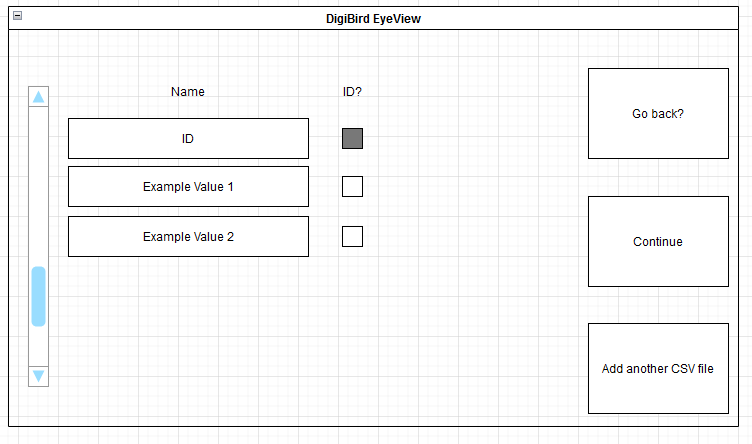 DigiBird EyeView
Name
ID?
Go back?
ID
Example Value 1
Example Value 2
Continue
Add another CSV file